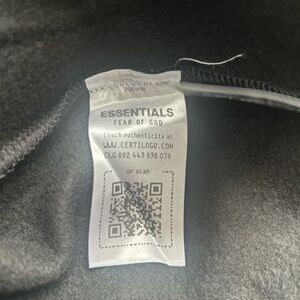 ESSENTIALS
FEAR OF GOD
Check authenticity at
WWW.CERTILOGO.COM
CLG 892 443 938 076
or scan